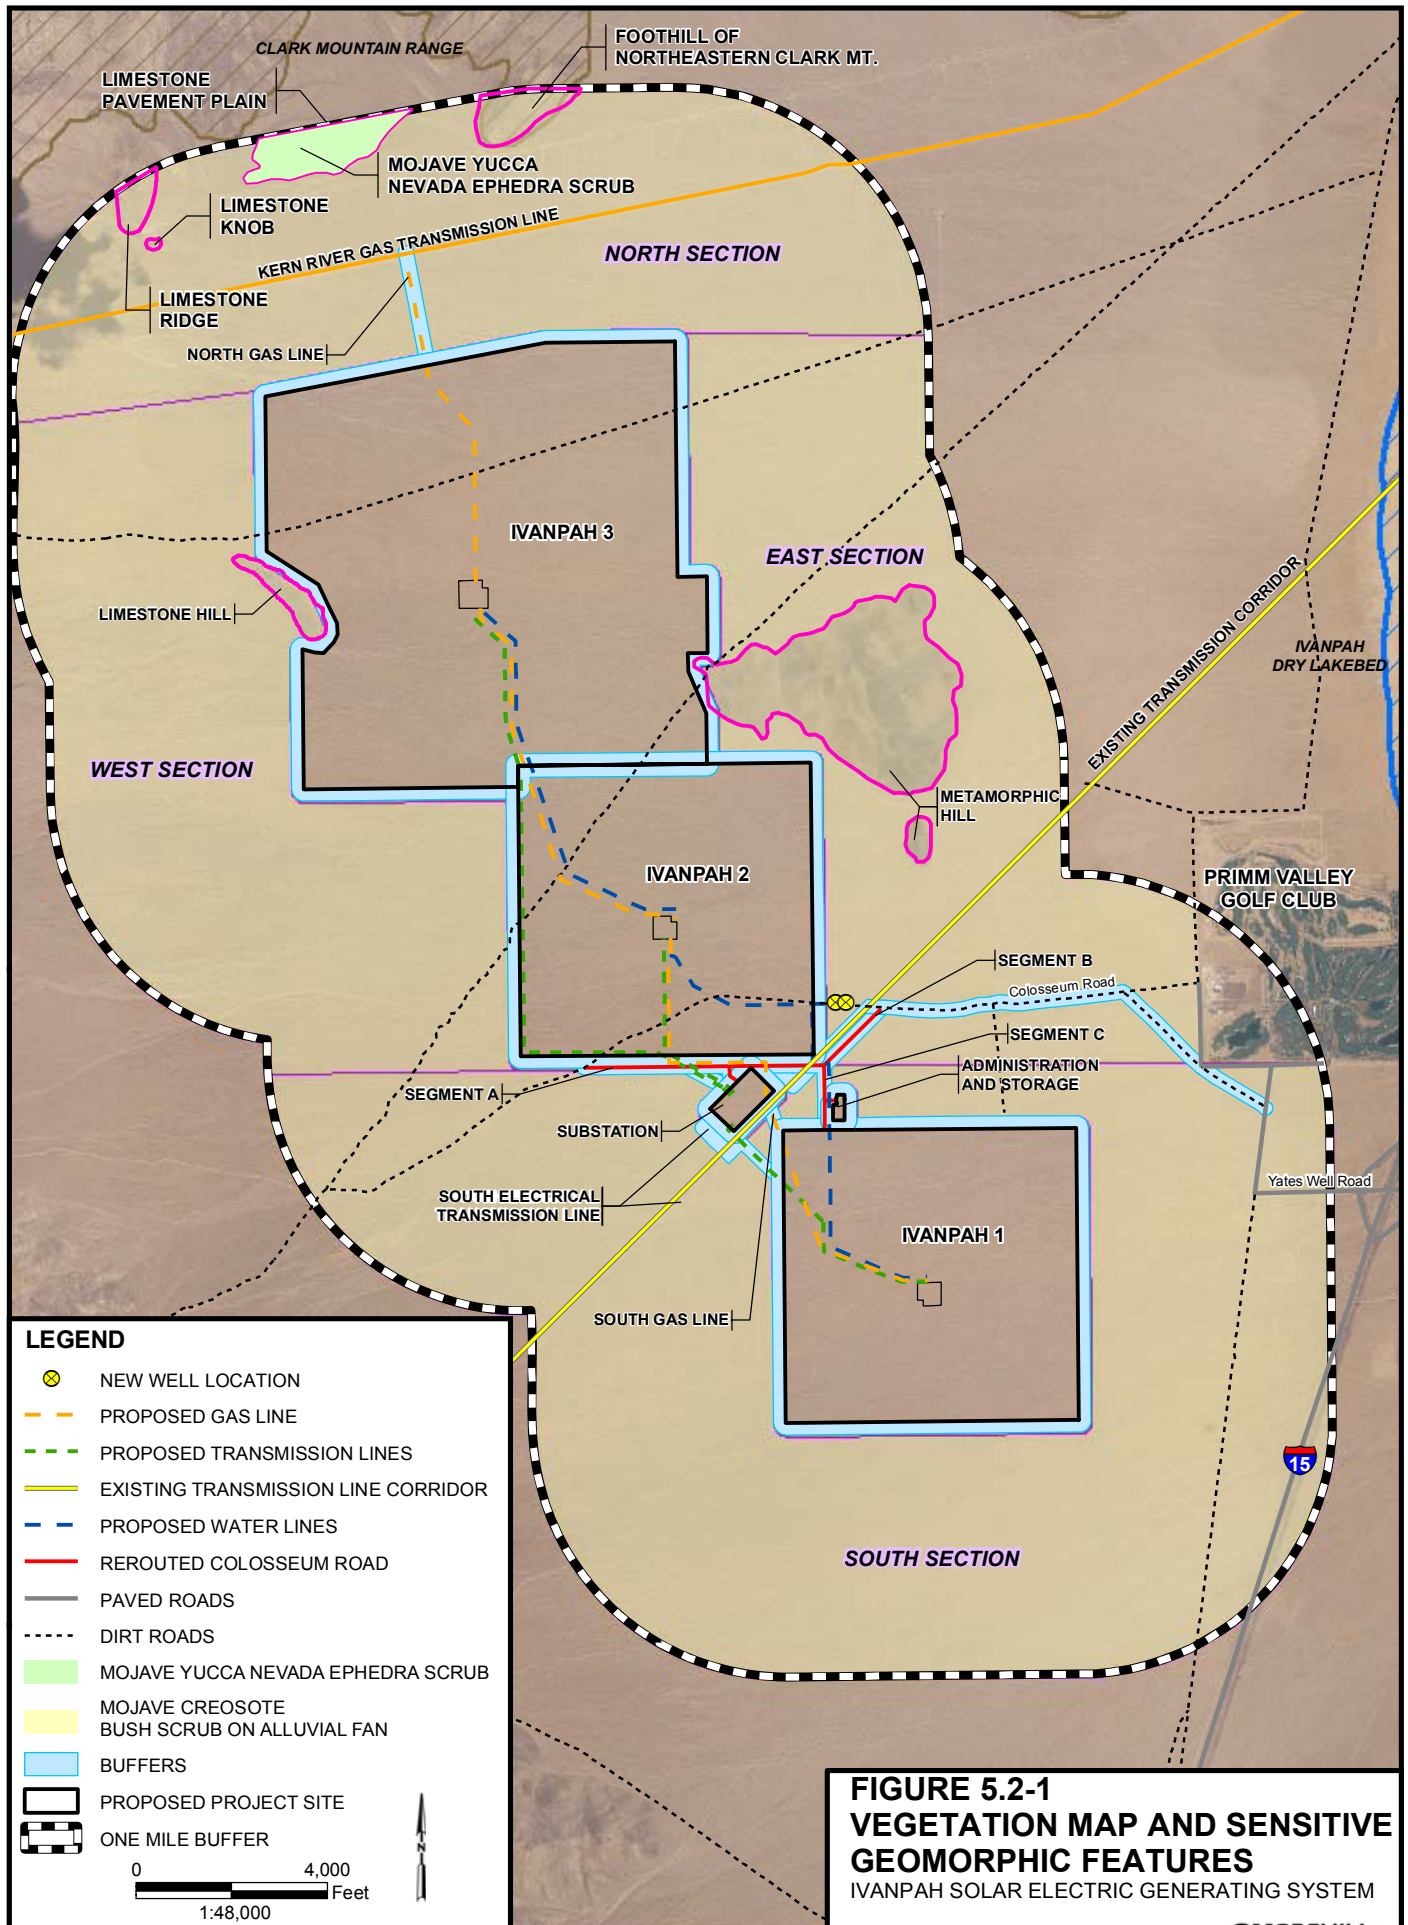 CLARK MOUNTAIN RANGE
FOOTHILL OF
NORTHEASTERN CLARK MT.
LIMESTONE
PAVEMENT PLAIN
MOJAVE YUCCA
NEVADA EPHEDRA SCRUB
LIMESTONE
KNOB
KERN RIVER GAS TRANSMISSION LINE
NORTH SECTION
LIMESTONE
RIDGE
NORTH GAS LINE
IVANPAH 3
EAST SECTION
LIMESTONE HILL
EXISTING TRANSMISSION CORRIDOR
IVANPAH
DRY LAKEBED
WEST SECTION
METAMORPHIC
HILL
IVANPAH 2
PRIMM VALLEY
GOLF CLUB
SEGMENT B
Colosseum Road
SEGMENT C
ADMINISTRATION
AND STORAGE
SEGMENT A
SUBSTATION
Yates Well Road
SOUTH ELECTRICAL
TRANSMISSION LINE
IVANPAH 1
SOUTH GAS LINE
15
SOUTH SECTION
LEGEND
NEW WELL LOCATION
PROPOSED GAS LINE
PROPOSED TRANSMISSION LINES
EXISTING TRANSMISSION LINE CORRIDOR
PROPOSED WATER LINES
REROUTED COLOSSEUM ROAD
PAVED ROADS
DIRT ROADS
MOJAVE YUCCA NEVADA EPHEDRA SCRUB
MOJAVE CREOSOTE
BUSH SCRUB ON ALLUVIAL FAN
BUFFERS
PROPOSED PROJECT SITE
ONE MILE BUFFER
0 4,000
Feet
1:48,000
N
FIGURE 5.2-1
VEGETATION MAP AND SENSITIVE
GEOMORPHIC FEATURES
IVANPAH SOLAR ELECTRIC GENERATING SYSTEM